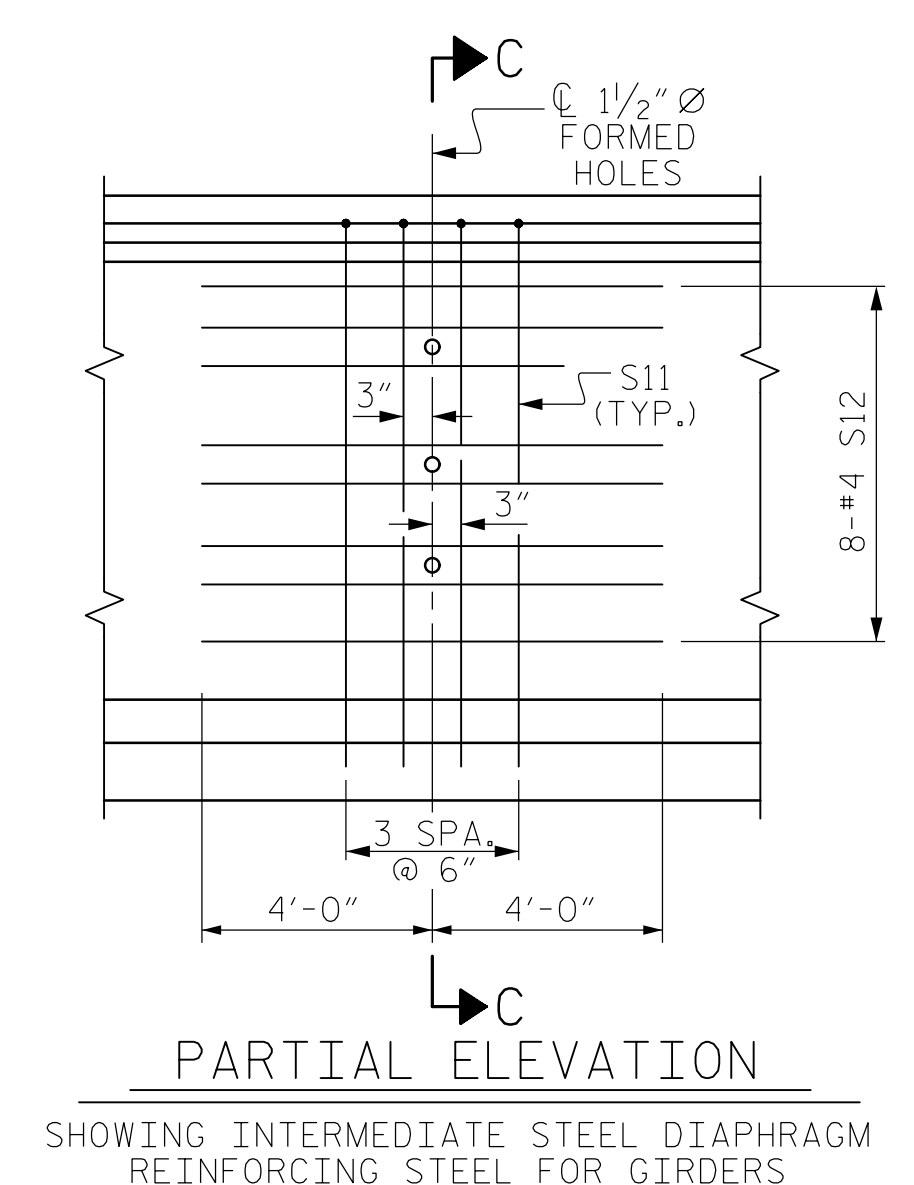 C
℄ 1½" Ø
FORMED
HOLES
S11
(TYP.)
3"
8-#4 S12
3"
3 SPA.
@ 6"
4'-0"
4'-0"
C
PARTIAL ELEVATION
SHOWING INTERMEDIATE STEEL DIAPHRAGM
REINFORCING STEEL FOR GIRDERS